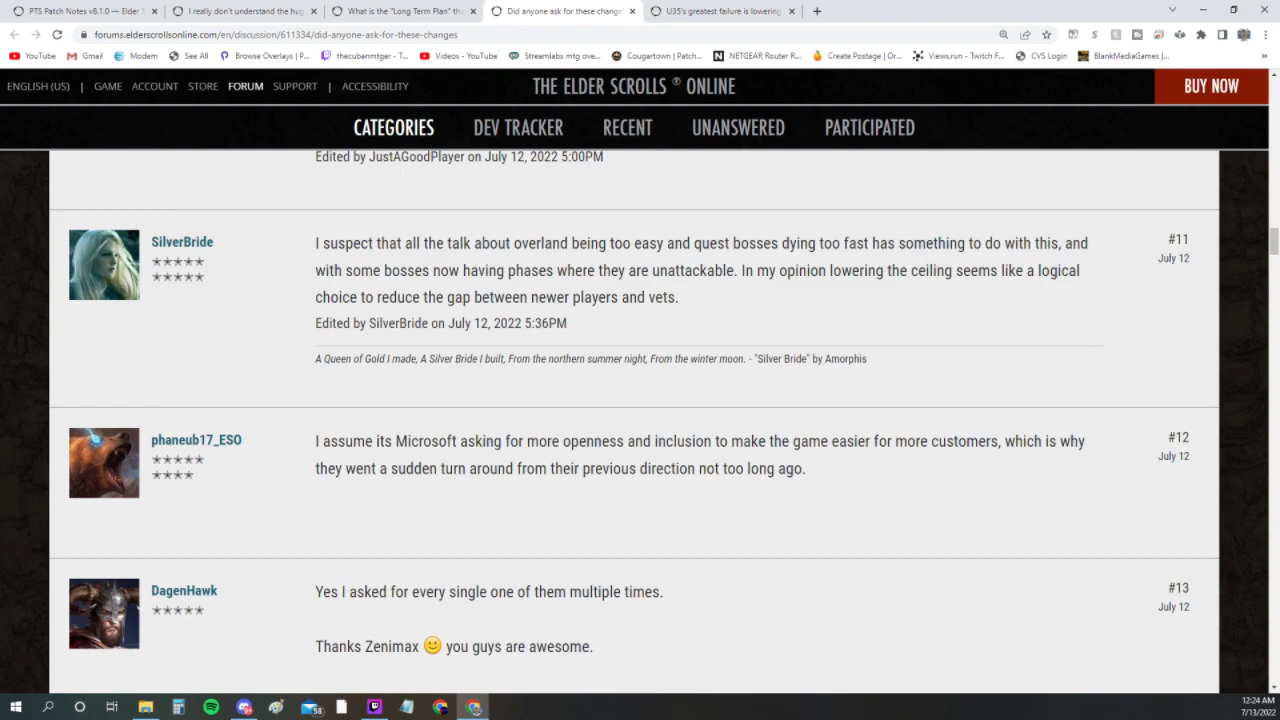 PTS Patch Notes v8.1.0 — Elder S
I really don't understand the hug
What is the "Long Term Plan" tha
Did anyone ask for these change
U35's greatest failure is lowering
forums.elderscrollsonline.com/en/discussion/611334/did-anyone-ask-for-these-changes
YouTube
Gmail
Modem
See All
Browse Overlays | P...
thecubanmtger - T...
Videos - YouTube
Streamlabs mtg ove...
Cougartown | Patch...
NETGEAR Router R...
Create Postage | Or...
Views.run - Twitch F...
CVS Login
BlankMediaGames |...
»
ENGLISH (US) | GAME ACCOUNT STORE FORUM SUPPORT | ACCESSIBILITY
THE ELDER SCROLLS ® ONLINE
BUY NOW
CATEGORIES DEV TRACKER RECENT UNANSWERED PARTICIPATED
Edited by JustAGoodPlayer on July 12, 2022 5:00PM
SilverBride
#11
July 12
I suspect that all the talk about overland being too easy and quest bosses dying too fast has something to do with this, and
with some bosses now having phases where they are unattackable. In my opinion lowering the ceiling seems like a logical
choice to reduce the gap between newer players and vets.
Edited by SilverBride on July 12, 2022 5:36PM
A Queen of Gold I made, A Silver Bride I built, From the northern summer night, From the winter moon. - "Silver Bride" by Amorphis
phaneub17_ESO
#12
July 12
I assume its Microsoft asking for more openness and inclusion to make the game easier for more customers, which is why
they went a sudden turn around from their previous direction not too long ago.
DagenHawk
#13
July 12
Yes I asked for every single one of them multiple times.
Thanks Zenimax 🙂 you guys are awesome.
58
12:24 AM
7/13/2022